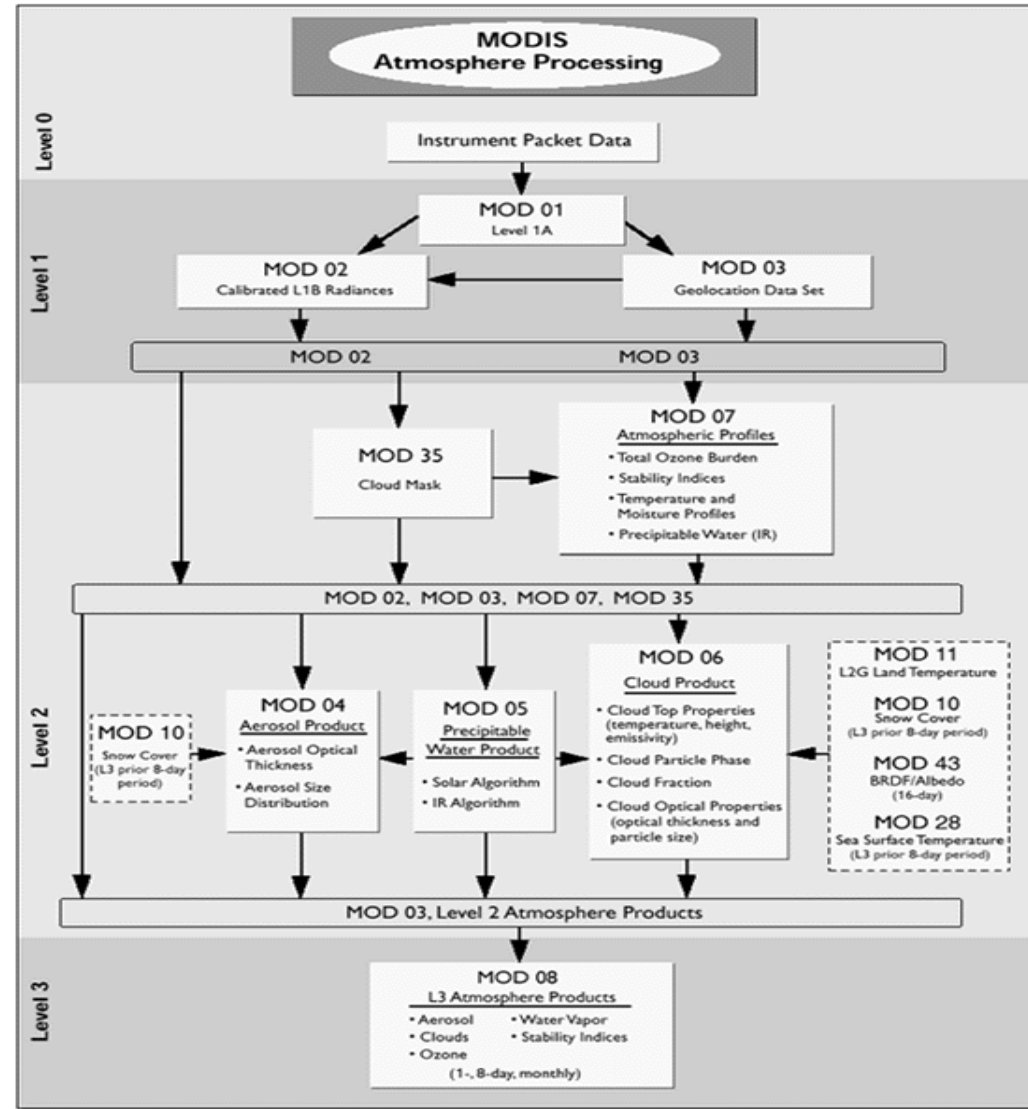 MODIS
Atmosphere Processing
Level 0
Instrument Packet Data
Level 1
MOD 01
Level 1A
MOD 02
Calibrated L1B Radiances
MOD 03
Geolocation Data Set
MOD 02
MOD 03
Level 2
MOD 35
Cloud Mask
MOD 07
Atmospheric Profiles
• Total Ozone Burden
• Stability Indices
• Temperature and
Moisture Profiles
• Precipitable Water (IR)
MOD 02, MOD 03, MOD 07, MOD 35
MOD 10
Snow Cover
(L3 prior 8-day
period)
MOD 04
Aerosol Product
• Aerosol Optical
Thickness
• Aerosol Size
Distribution
MOD 05
Precipitable
Water Product
• Solar Algorithm
• IR Algorithm
MOD 06
Cloud Product
• Cloud Top Properties
(temperature, height,
emissivity)
• Cloud Particle Phase
• Cloud Fraction
• Cloud Optical Properties
(optical thickness and
particle size)
MOD 11
L2G Land Temperature
MOD 10
Snow Cover
(L3 prior 8-day period)
MOD 43
BRDF/Albedo
(16-day)
MOD 28
Sea Surface Temperature
(L3 prior 8-day period)
MOD 03, Level 2 Atmosphere Products
Level 3
MOD 08
L3 Atmosphere Products
• Aerosol • Water Vapor
• Clouds • Stability Indices
• Ozone
(1-, 8-day, monthly)